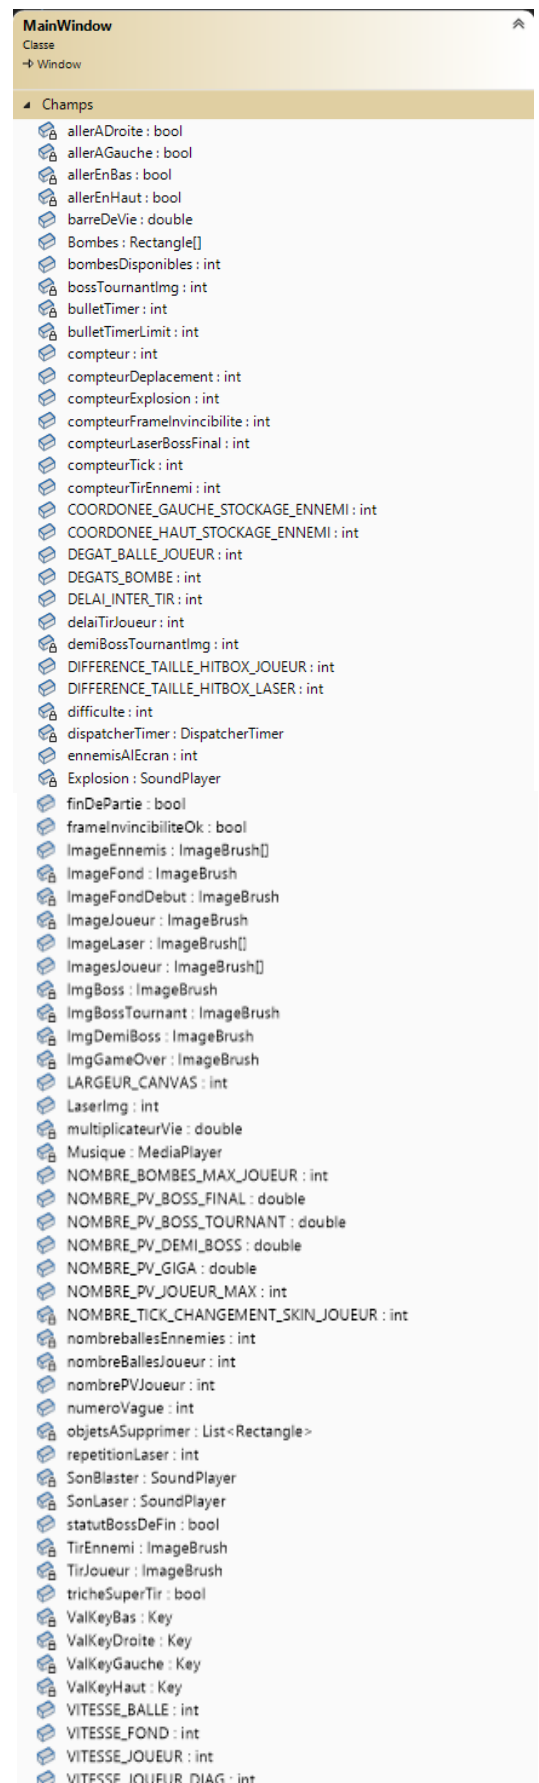 MainWindow
Classe
Window
Champs
allerADroite : bool
allerAGauche : bool
allerEnBas : bool
allerEnHaut : bool
barreDeVie : double
Bombes : Rectangle[]
bombesDisponibles : int
bossTournantImg : int
bulletTimer : int
bulletTimerLimit : int
compteur : int
compteurDeplacement : int
compteurExplosion : int
compteurFrameInvincibilite : int
compteurLaserBossFinal : int
compteurTick : int
compteurTirEnnemi : int
COORDONEE_GAUCHE_STOCKAGE_ENNEMI : int
COORDONEE_HAUT_STOCKAGE_ENNEMI : int
DEGAT_BALLE_JOUEUR : int
DEGATS_BOMBE : int
DELAI_INTER_TIR : int
delaiTirJoueur : int
demiBossTournantImg : int
DIFFERENCE_TAILLE_HITBOX_JOUEUR : int
DIFFERENCE_TAILLE_HITBOX_LASER : int
difficulte : int
dispatcherTimer : DispatcherTimer
ennemisAlEcran : int
Explosion : SoundPlayer
finDePartie : bool
frameInvincibiliteOk : bool
ImageEnnemis : ImageBrush[]
ImageFond : ImageBrush
ImageFondDebut : ImageBrush
ImageJoueur : ImageBrush
ImageLaser : ImageBrush[]
ImagesJoueur : ImageBrush[]
ImgBoss : ImageBrush
ImgBossTournant : ImageBrush
ImgDemiBoss : ImageBrush
ImgGameOver : ImageBrush
LARGEUR_CANVAS : int
LaserImg : int
multiplicateurVie : double
Musique : MediaPlayer
NOMBRE_BOMBES_MAX_JOUEUR : int
NOMBRE_PV_BOSS_FINAL : double
NOMBRE_PV_BOSS_TOURNANT : double
NOMBRE_PV_DEMI_BOSS : double
NOMBRE_PV_GIGA : double
NOMBRE_PV_JOUEUR_MAX : int
NOMBRE_TICK_CHANGEMENT_SKIN_JOUEUR : int
nombreballesEnnemies : int
nombreBallesJoueur : int
nombrePVJoueur : int
numeroVague : int
objetsASupprimer : List<Rectangle>
repetitionLaser : int
SonBlaster : SoundPlayer
SonLaser : SoundPlayer
statutBossDeFin : bool
TirEnnemi : ImageBrush
TirJoueur : ImageBrush
tricheSuperTir : bool
ValKeyBas : Key
ValKeyDroite : Key
ValKeyGauche : Key
ValKeyHaut : Key
VITESSE_BALLE : int
VITESSE_FOND : int
VITESSE_JOUEUR : int
VITESSE_JOUEUR_DIAG : int